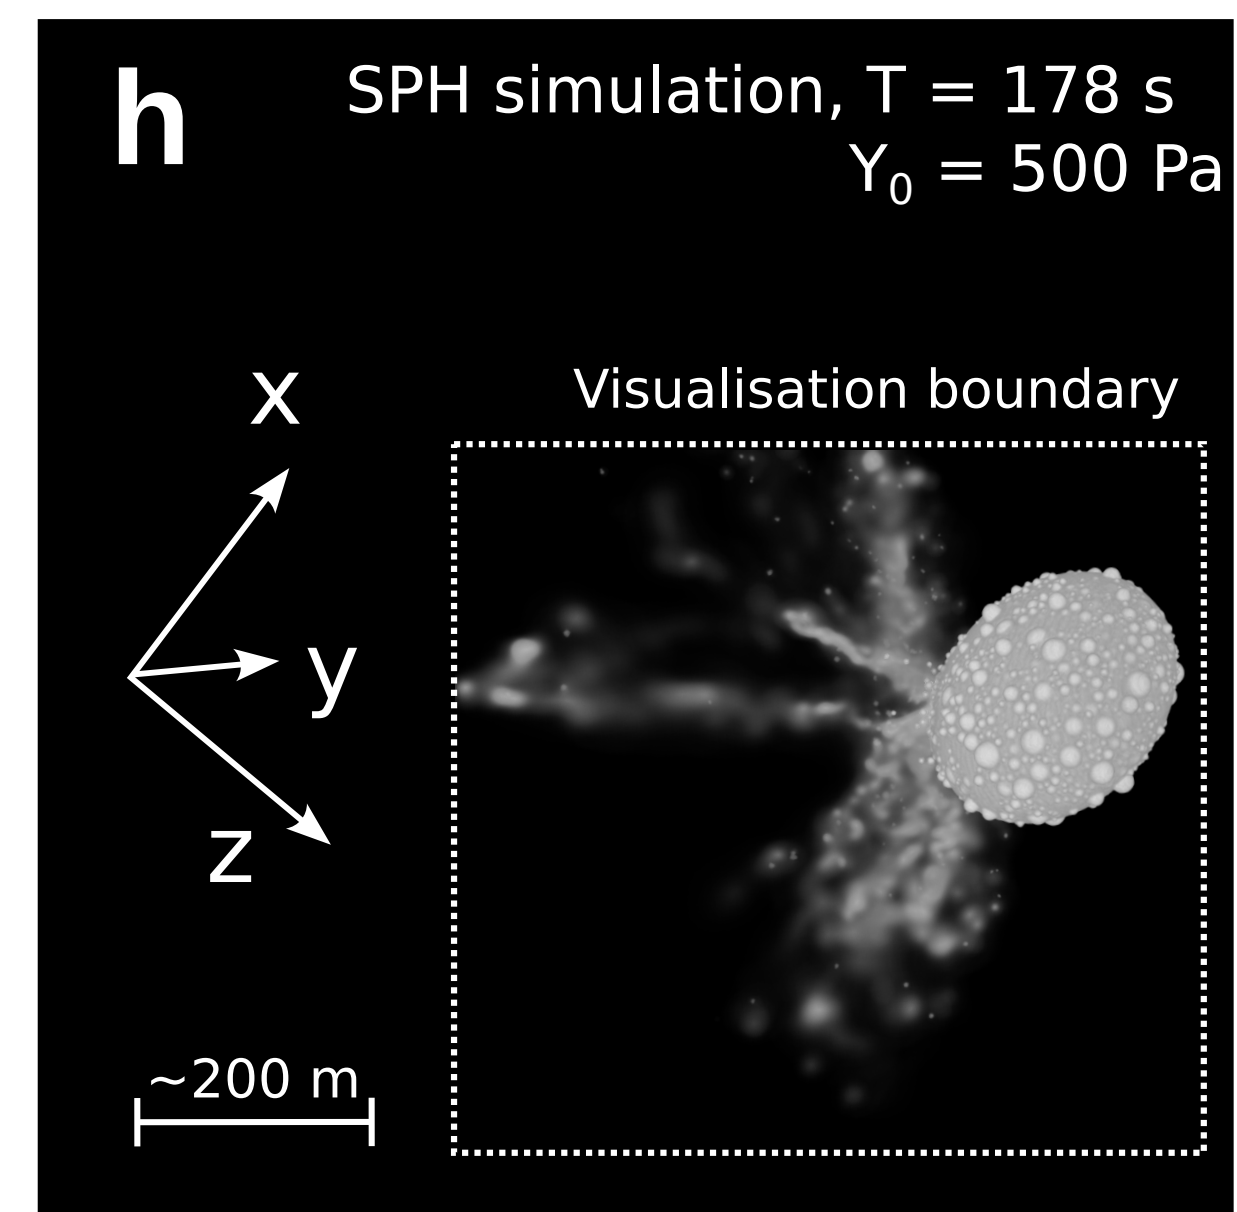 h
SPH simulation, T = 178 s
Y₀ = 500 Pa
x
Visualisation boundary
y
z
~200 m